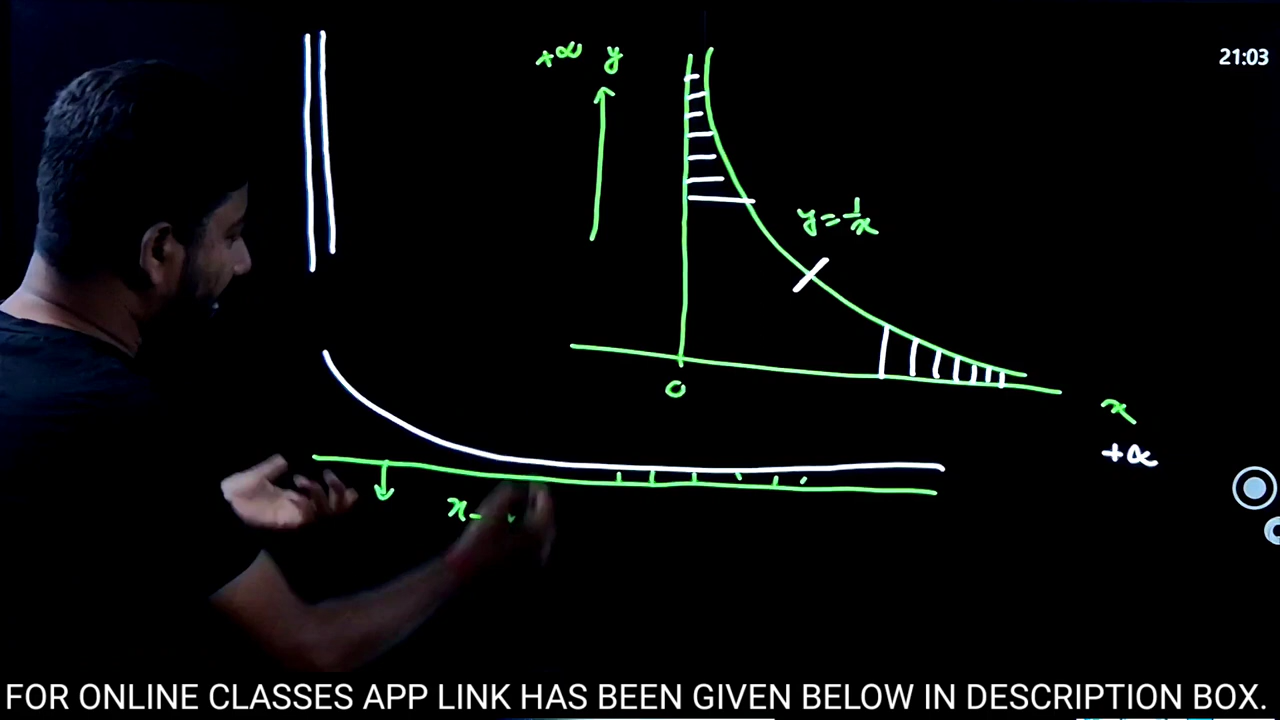 21:03
+∝ y
y = 1/x
0
x
+∝
x -
FOR ONLINE CLASSES APP LINK HAS BEEN GIVEN BELOW IN DESCRIPTION BOX.